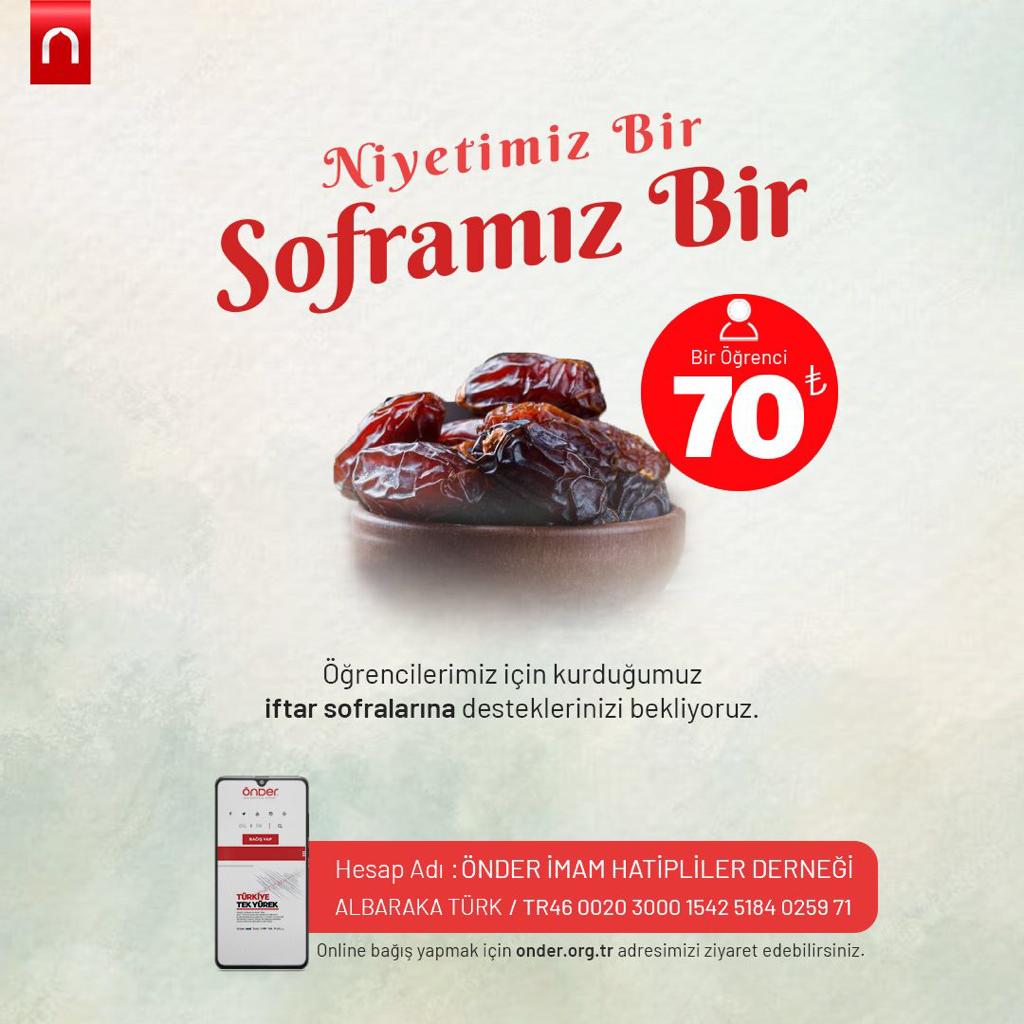 Niyetimiz Bir
Soframız Bir
Bir Öğrenci
70₺
Öğrencilerimiz için kurduğumuz
iftar sofralarına desteklerinizi bekliyoruz.
önder
BAĞIŞ YAP
TÜRKİYE
TEK YÜREK
Hesap Adı : ÖNDER İMAM HATİPLİLER DERNEĞİ
ALBARAKA TÜRK / TR46 0020 3000 1542 5184 0259 71
Online bağış yapmak için onder.org.tr adresimizi ziyaret edebilirsiniz.